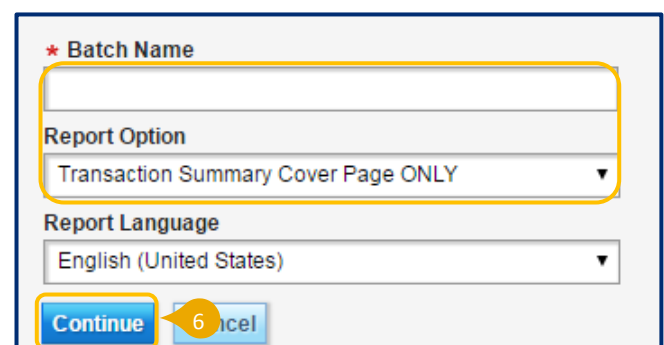 * Batch Name
Report Option
Transaction Summary Cover Page ONLY
Report Language
English (United States)
Continue 6 ncel